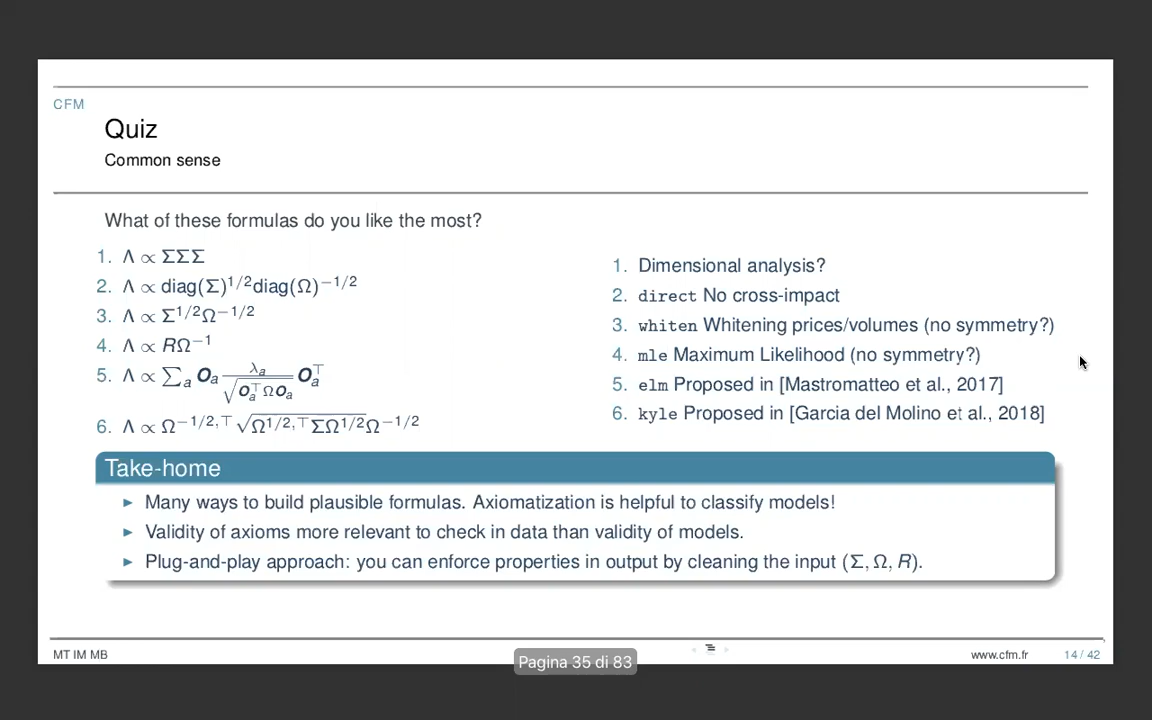 CFM
Quiz
Common sense
What of these formulas do you like the most?
1. Λ ∝ ΣΣΣ
2. Λ ∝ diag(Σ)^{1/2}diag(Ω)^{−1/2}
3. Λ ∝ Σ^{1/2}Ω^{−1/2}
4. Λ ∝ RΩ^{−1}
5. Λ ∝ ∑_a O_a \frac{λ_a}{\sqrt{O_a^⊤ΩO_a}} O_a^⊤
6. Λ ∝ Ω^{−1/2,⊤}\sqrt{Ω^{1/2,⊤}ΣΩ^{1/2}}Ω^{−1/2}
1. Dimensional analysis?
2. direct No cross-impact
3. whiten Whitening prices/volumes (no symmetry?)
4. mle Maximum Likelihood (no symmetry?)
5. elm Proposed in [Mastromatteo et al., 2017]
6. kyle Proposed in [Garcia del Molino et al., 2018]
Take-home
► Many ways to build plausible formulas. Axiomatization is helpful to classify models!
► Validity of axioms more relevant to check in data than validity of models.
► Plug-and-play approach: you can enforce properties in output by cleaning the input (Σ, Ω, R).
MT IM MB
Pagina 35 di 83
www.cfm.fr
14 / 42